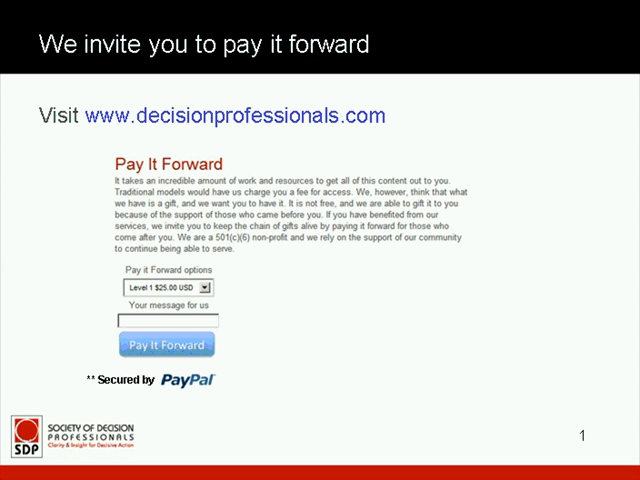 We invite you to pay it forward
Visit www.decisionprofessionals.com
Pay It Forward
It takes an incredible amount of work and resources to get all of this content out to you.
Traditional models would have us charge you a fee for access. We, however, think that what
we have is a gift, and we want you to have it. It is not free, and we are able to gift it to you
because of the support of those who came before you. If you have benefited from our
services, we invite you to keep the chain of gifts alive by paying it forward for those who
come after you. We are a 501(c)(6) non-profit and we rely on the support of our community
to continue being able to serve.
Pay it Forward options
Level 1 $25.00 USD
Your message for us
Pay It Forward
** Secured by PayPal
SDP
SOCIETY OF DECISION
PROFESSIONALS
Clarity & Insight for Decisive Action
1